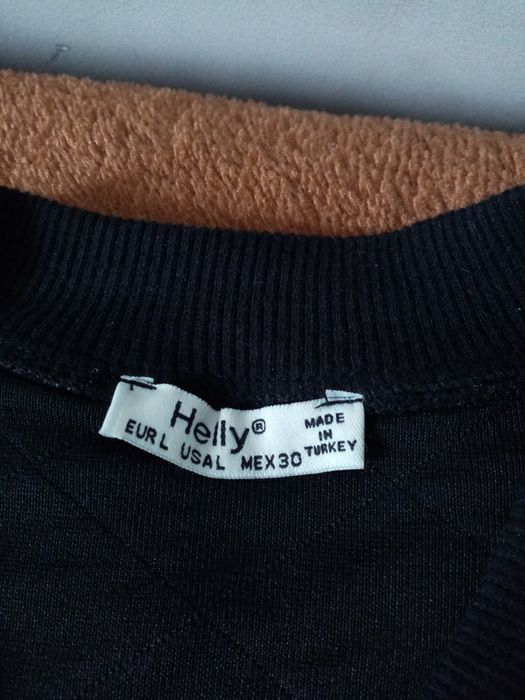 Helly®
EUR L USA L MEX 30
MADE
IN
TURKEY